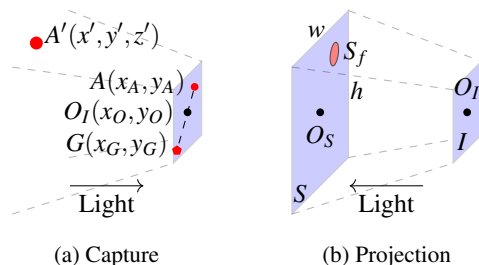 A′(x′, y′, z′)
A(x_A, y_A)
O_I(x_O, y_O)
G(x_G, y_G)
Light
(a) Capture
w
S_f
h
O_S
S
O_I
I
Light
(b) Projection